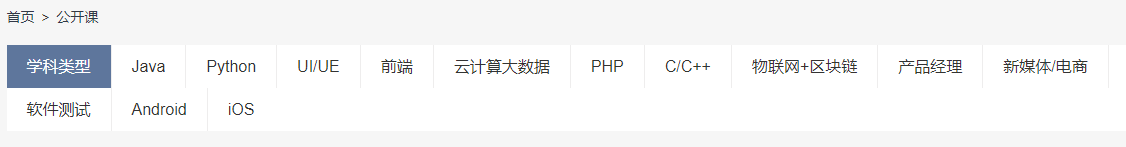 首页 > 公开课
学科类型 Java Python UI/UE 前端 云计算大数据 PHP C/C++ 物联网+区块链 产品经理 新媒体/电商
软件测试 Android iOS